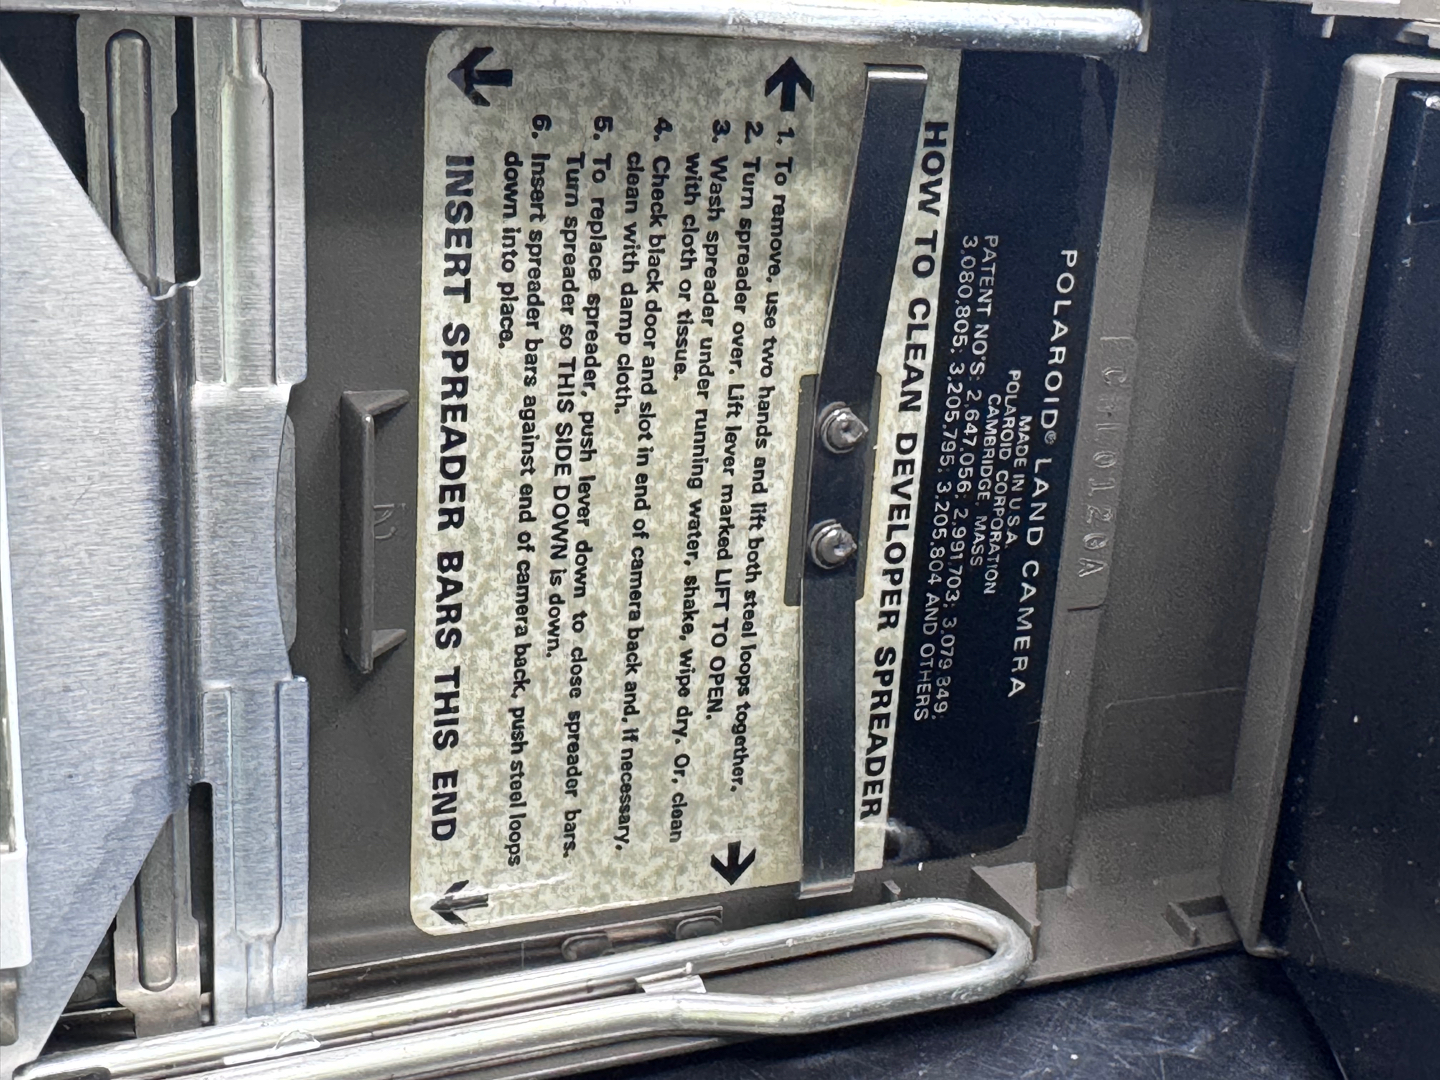 POLAROID® LAND CAMERA
MADE IN U.S.A.
POLAROID CORPORATION
CAMBRIDGE, MASS
PATENT NO'S: 2,647,056; 2,991,703; 3,079,849;
3,080,805; 3,205,795; 3,205,804 AND OTHERS
HOW TO CLEAN DEVELOPER SPREADER
1. To remove, use two hands and lift both steel loops together.
2. Turn spreader over. Lift lever marked LIFT TO OPEN.
3. Wash spreader under running water, shake, wipe dry. Or, clean
with cloth or tissue.
4. Check black door and slot in end of camera back and, if necessary,
clean with damp cloth.
5. To replace spreader, push lever down to close spreader bars.
Turn spreader so THIS SIDE DOWN is down.
6. Insert spreader bars against end of camera back, push steel loops
down into place.
INSERT SPREADER BARS THIS END